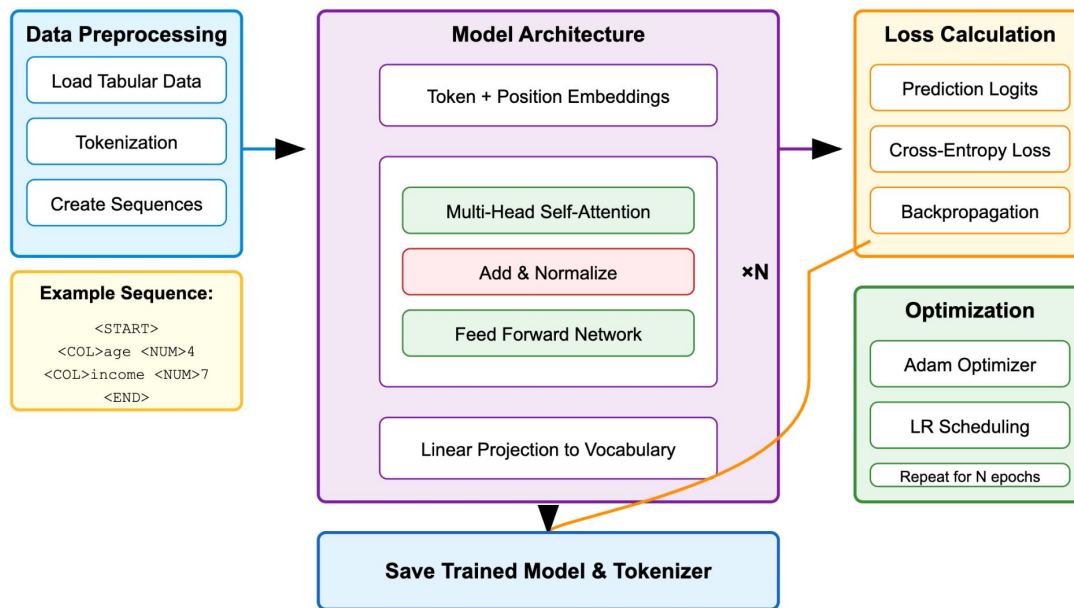 Data Preprocessing
Load Tabular Data
Tokenization
Create Sequences
Example Sequence:
<START>
<COL>age <NUM>4
<COL>income <NUM>7
<END>
Model Architecture
Token + Position Embeddings
Multi-Head Self-Attention
Add & Normalize
Feed Forward Network
×N
Linear Projection to Vocabulary
Loss Calculation
Prediction Logits
Cross-Entropy Loss
Backpropagation
Optimization
Adam Optimizer
LR Scheduling
Repeat for N epochs
Save Trained Model & Tokenizer